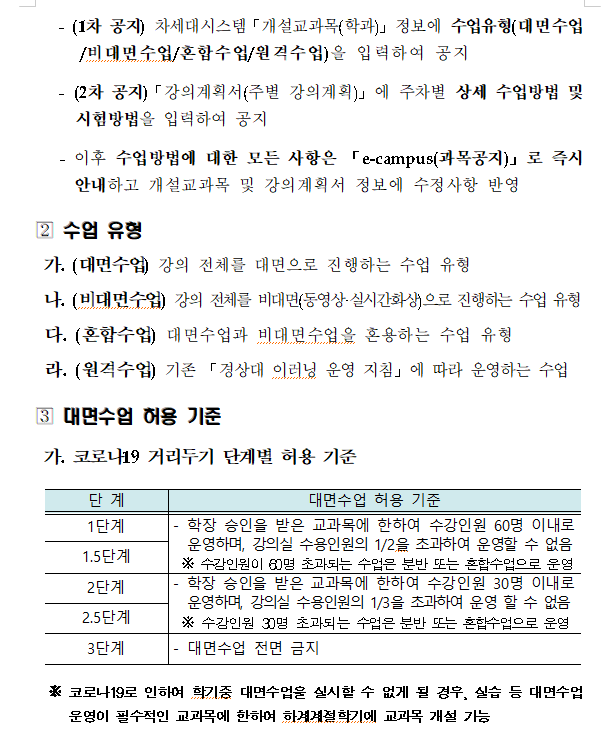 - (1차 공지) 차세대시스템「개설교과목(학과)」정보에 수업유형(대면수업
/비대면수업/혼합수업/원격수업)을 입력하여 공지
- (2차 공지)「강의계획서(주별 강의계획)」에 주차별 상세 수업방법 및
시험방법을 입력하여 공지
- 이후 수업방법에 대한 모든 사항은 「e-campus(과목공지)」로 즉시
안내하고 개설교과목 및 강의계획서 정보에 수정사항 반영
2 수업 유형
가. (대면수업) 강의 전체를 대면으로 진행하는 수업 유형
나. (비대면수업) 강의 전체를 비대면(동영상·실시간화상)으로 진행하는 수업 유형
다. (혼합수업) 대면수업과 비대면수업을 혼용하는 수업 유형
라. (원격수업) 기존 「경상대 이러닝 운영 지침」에 따라 운영하는 수업
3 대면수업 허용 기준
가. 코로나19 거리두기 단계별 허용 기준
단 계 대면수업 허용 기준
1단계
1.5단계
- 학장 승인을 받은 교과목에 한하여 수강인원 60명 이내로
운영하며, 강의실 수용인원의 1/2을 초과하여 운영할 수 없음
※ 수강인원이 60명 초과되는 수업은 분반 또는 혼합수업으로 운영
2단계
2.5단계
- 학장 승인을 받은 교과목에 한하여 수강인원 30명 이내로
운영하며, 강의실 수용인원의 1/3을 초과하여 운영 할 수 없음
※ 수강인원 30명 초과되는 수업은 분반 또는 혼합수업으로 운영
3단계 - 대면수업 전면 금지
※ 코로나19로 인하여 학기중 대면수업을 실시할 수 없게 될 경우, 실습 등 대면수업
운영이 필수적인 교과목에 한하여 하계계절학기에 교과목 개설 가능